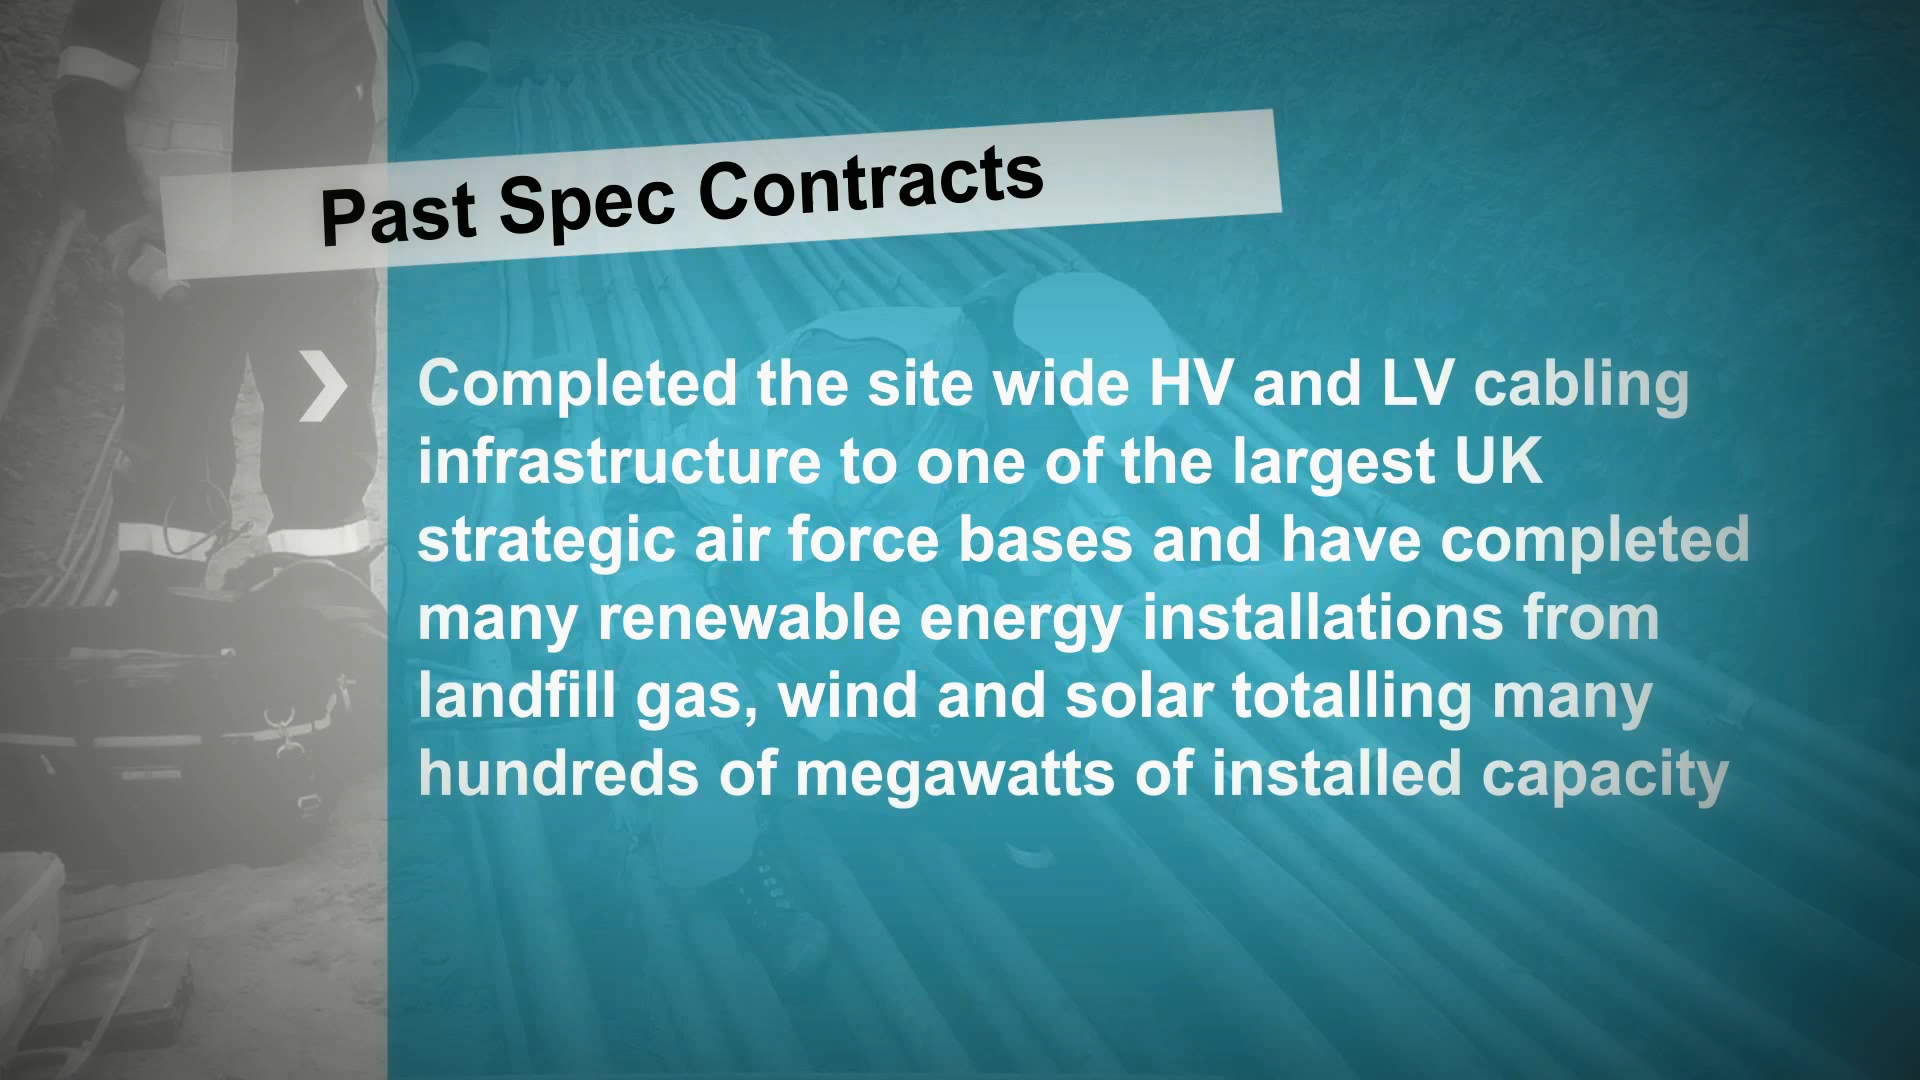 Past Spec Contracts
Completed the site wide HV and LV cabling
infrastructure to one of the largest UK
strategic air force bases and have completed
many renewable energy installations from
landfill gas, wind and solar totalling many
hundreds of megawatts of installed capacity